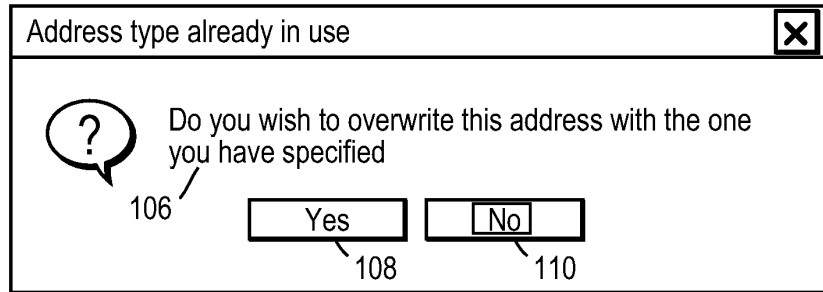 Address type already in use
?
Do you wish to overwrite this address with the one
you have specified
106
Yes
No
108
110